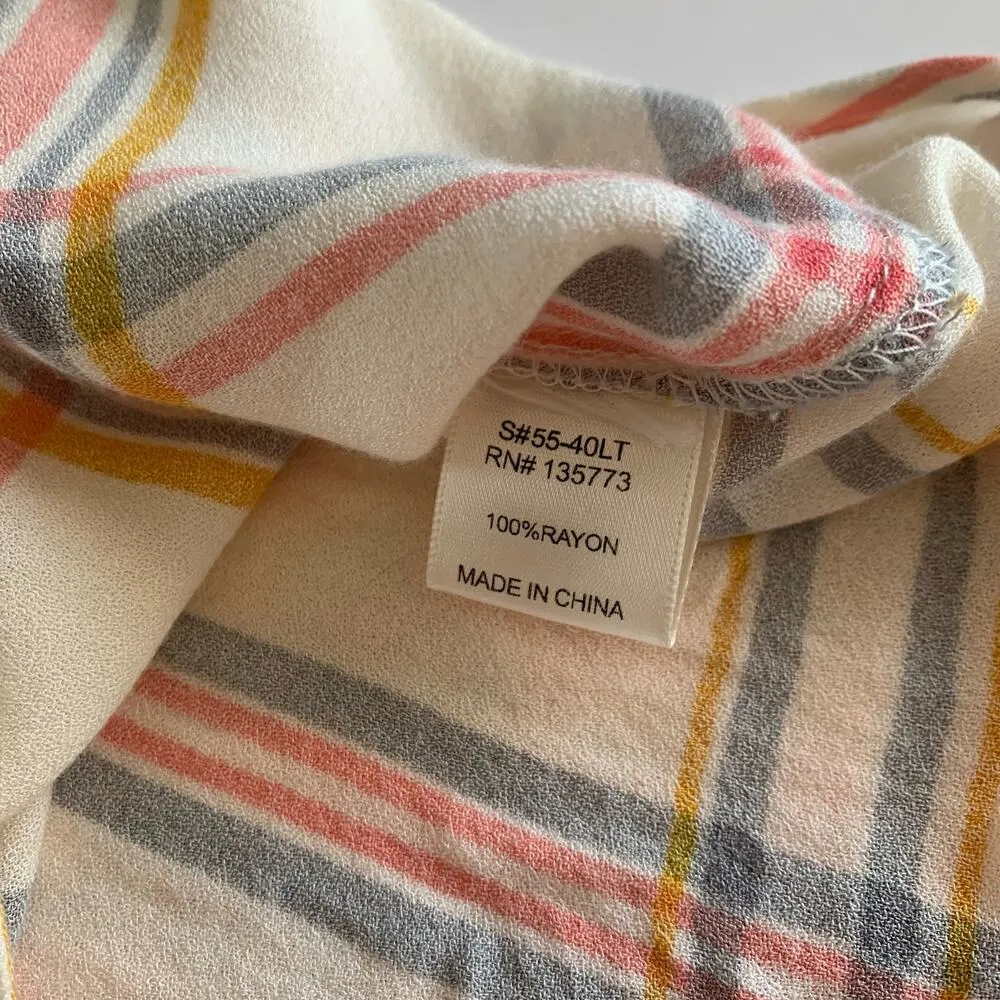 S#55-40LT
RN# 135773
100%RAYON
MADE IN CHINA